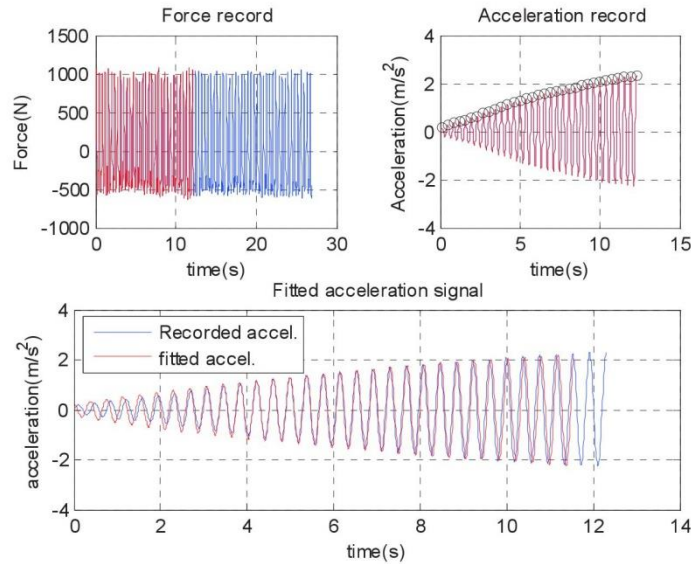 Force record
1500
1000
500
0
-500
-1000
Force(N)
0 10 20 30
time(s)
Acceleration record
4
2
0
-2
-4
Acceleration(m/s²)
0 5 10 15
time(s)
Fitted acceleration signal
4
2
0
-2
-4
acceleration(m/s²)
Recorded accel.
fitted accel.
0 2 4 6 8 10 12 14
time(s)